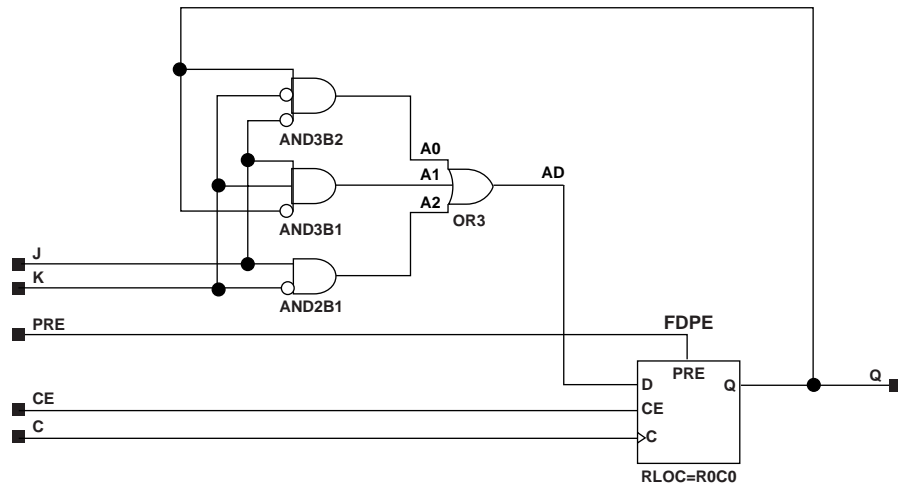 AND3B2
A0
A1
AD
A2
AND3B1
OR3
J
K
AND2B1
PRE
FDPE
PRE
D
Q
Q
CE
CE
C
C
RLOC=R0C0